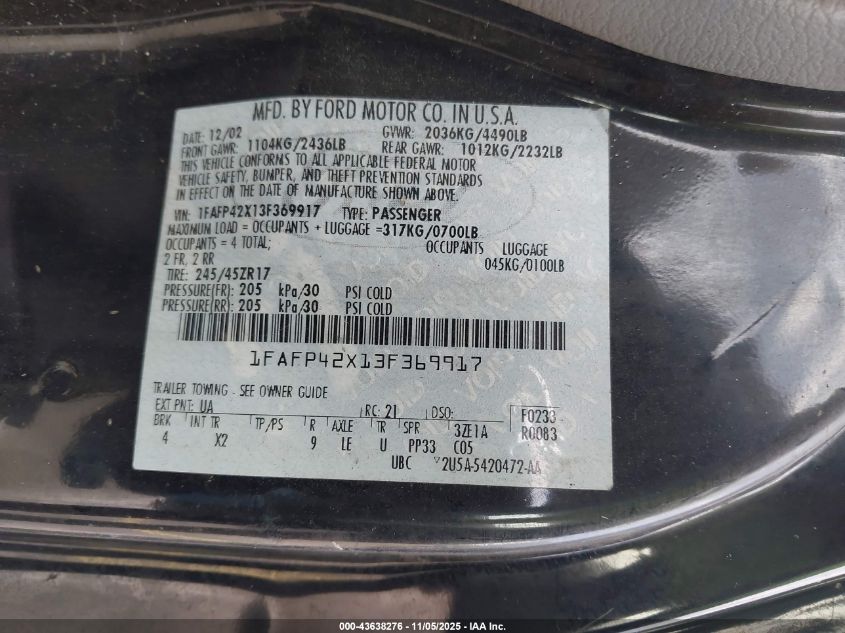 MFD. BY FORD MOTOR CO. IN U.S.A.
DATE: 12/02 GVWR: 2036KG/4490LB
FRONT GAWR: 1104KG/2436LB REAR GAWR: 1012KG/2232LB
THIS VEHICLE CONFORMS TO ALL APPLICABLE FEDERAL MOTOR
VEHICLE SAFETY, BUMPER, AND THEFT PREVENTION STANDARDS
IN EFFECT ON THE DATE OF MANUFACTURE SHOWN ABOVE.
VIN: 1FAFP42X13F369917 TYPE: PASSENGER
MAXIMUM LOAD = OCCUPANTS + LUGGAGE =317KG/0700LB
OCCUPANTS = 4 TOTAL; OCCUPANTS LUGGAGE
2 FR, 2 RR 045KG/0100LB
TIRE: 245/45ZR17
PRESSURE(FR): 205 kPa/30 PSI COLD
PRESSURE(RR): 205 kPa/30 PSI COLD
1FAFP42X13F369917
TRAILER TOWING - SEE OWNER GUIDE
EXT PNT: UA RC: 21 DSO: F0233
BRK INT TR TP/PS R AXLE TR SPR 3ZE1A R0083
4 X2 9 LE U PP33 C05
UBC 2U5A-5420472-AA
000-43638276 - 11/05/2025 - IAA Inc.